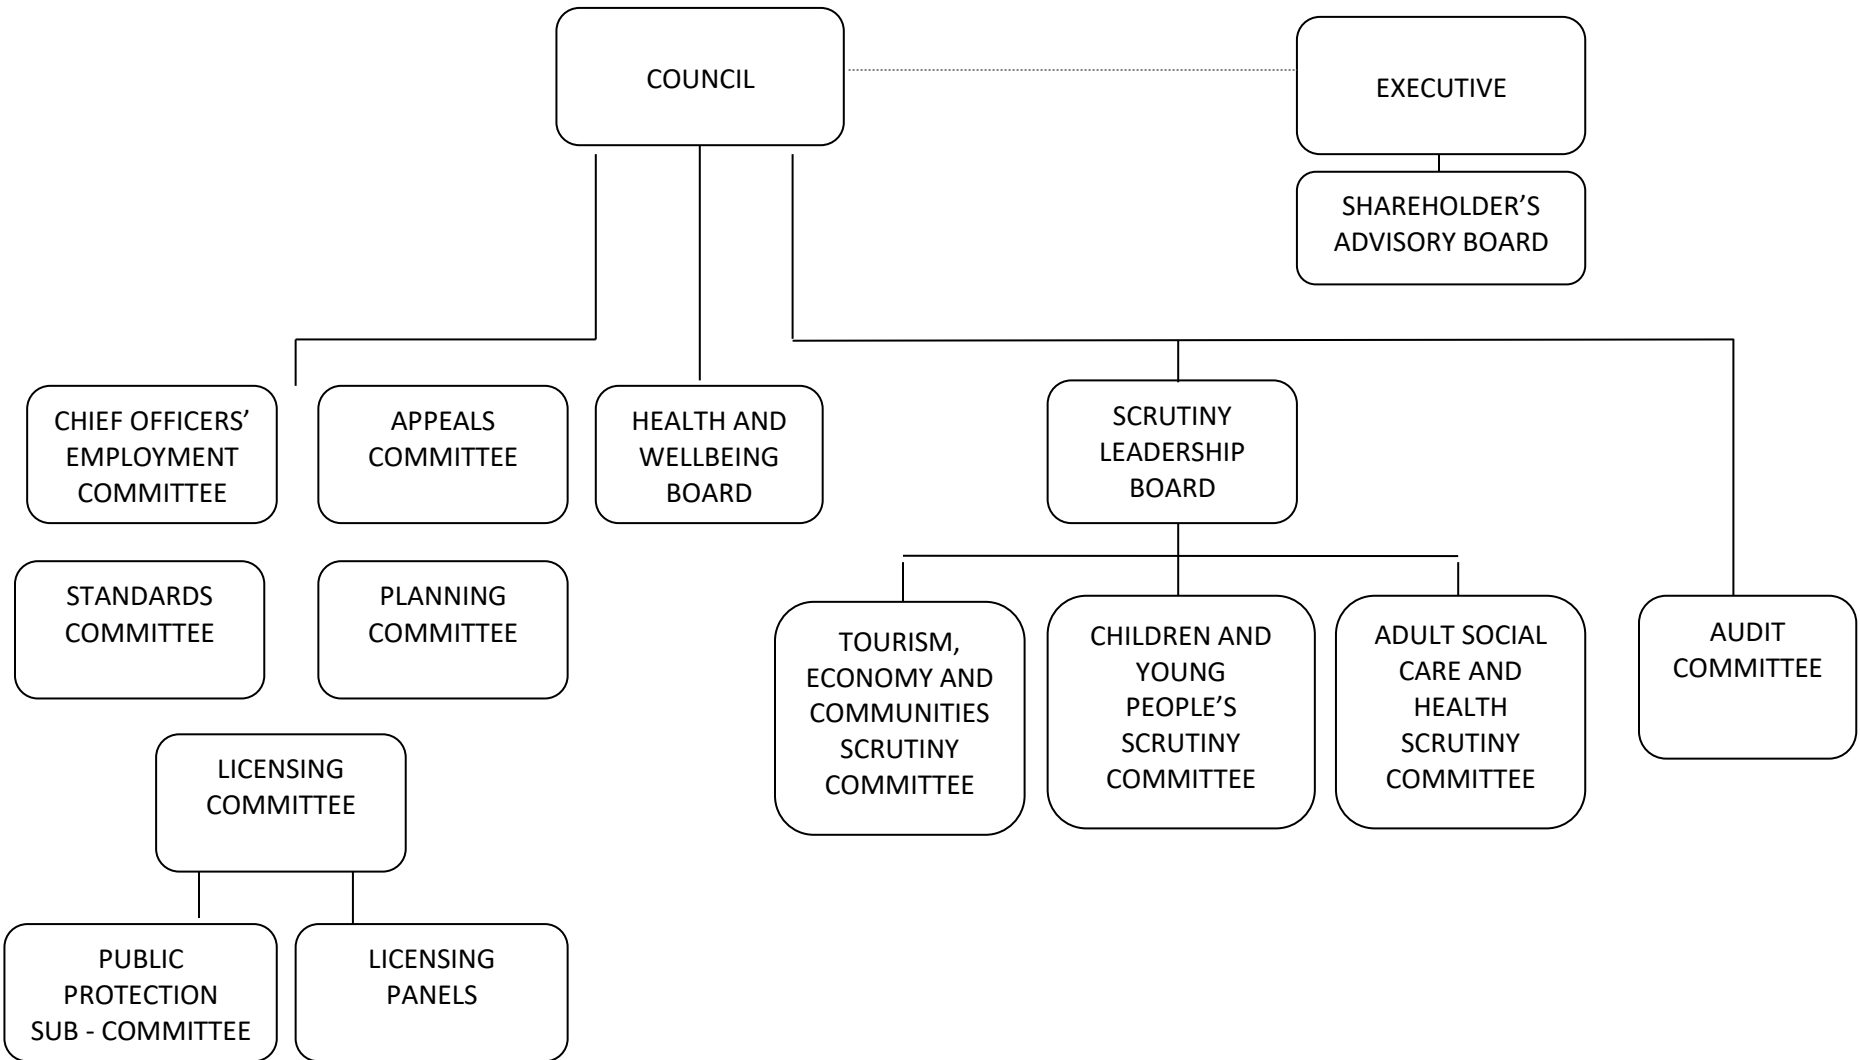 COUNCIL
EXECUTIVE
SHAREHOLDER’S
ADVISORY BOARD
CHIEF OFFICERS’
EMPLOYMENT
COMMITTEE
APPEALS
COMMITTEE
HEALTH AND
WELLBEING
BOARD
SCRUTINY
LEADERSHIP
BOARD
STANDARDS
COMMITTEE
PLANNING
COMMITTEE
TOURISM,
ECONOMY AND
COMMUNITIES
SCRUTINY
COMMITTEE
CHILDREN AND
YOUNG
PEOPLE’S
SCRUTINY
COMMITTEE
ADULT SOCIAL
CARE AND
HEALTH
SCRUTINY
COMMITTEE
AUDIT
COMMITTEE
LICENSING
COMMITTEE
PUBLIC
PROTECTION
SUB - COMMITTEE
LICENSING
PANELS